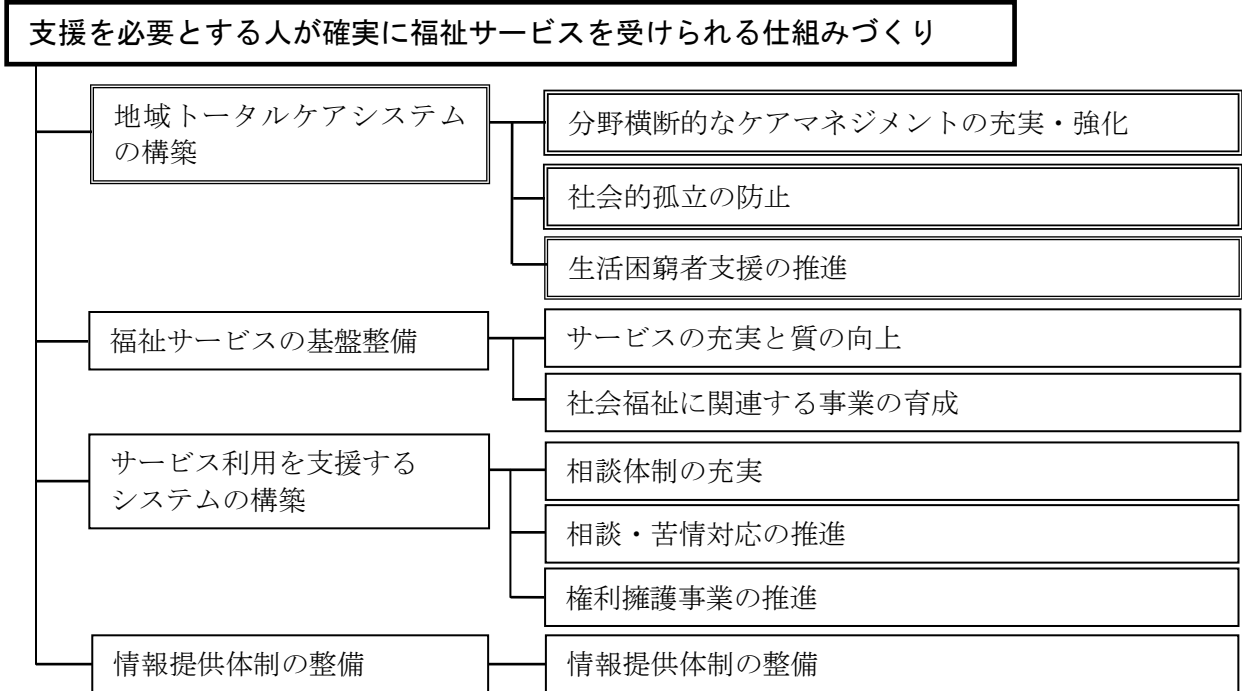 支援を必要とする人が確実に福祉サービスを受けられる仕組みづくり
地域トータルケアシステム
の構築
分野横断的なケアマネジメントの充実・強化
社会的孤立の防止
生活困窮者支援の推進
福祉サービスの基盤整備
サービスの充実と質の向上
社会福祉に関連する事業の育成
サービス利用を支援する
システムの構築
相談体制の充実
相談・苦情対応の推進
権利擁護事業の推進
情報提供体制の整備
情報提供体制の整備